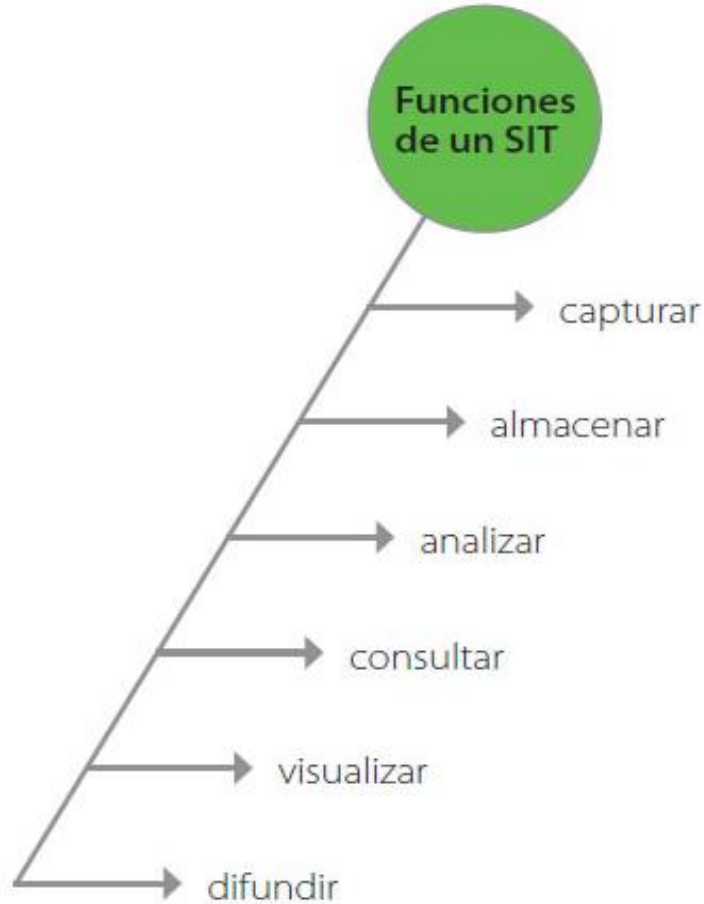 Funciones
de un SIT
capturar
almacenar
analizar
consultar
visualizar
difundir